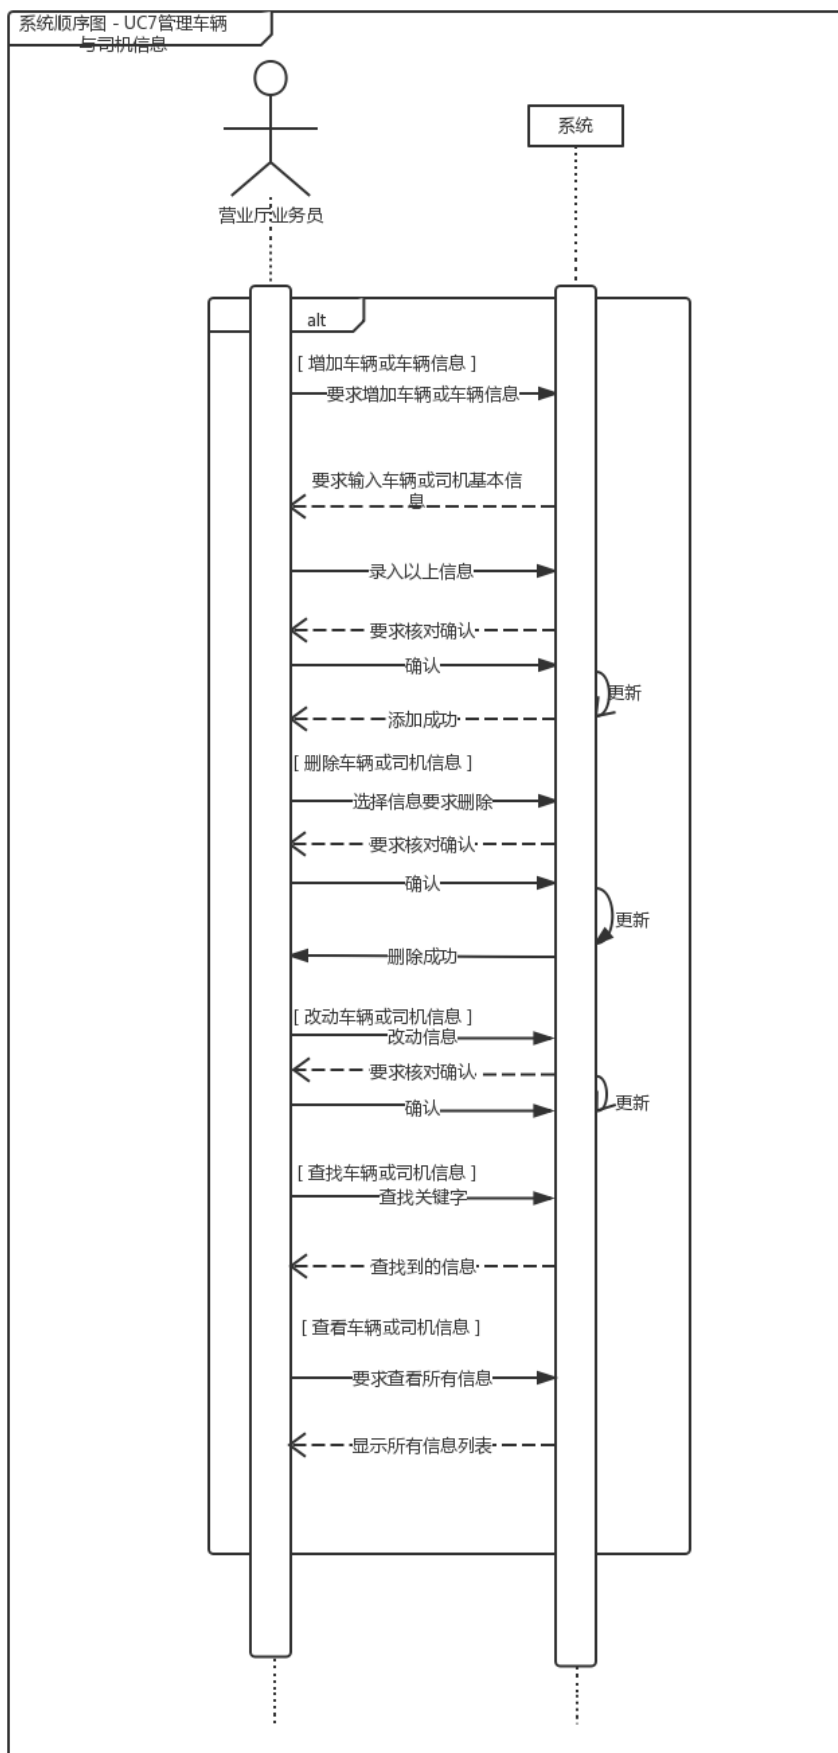 系统顺序图 - UC7管理车辆
与司机信息
系统
营业厅业务员
alt
[ 增加车辆或车辆信息 ]
要求增加车辆或车辆信息
要求输入车辆或司机基本信
息
录入以上信息
要求核对确认
确认
更新
添加成功
[ 删除车辆或司机信息 ]
选择信息要求删除
要求核对确认
确认
更新
删除成功
[ 改动车辆或司机信息 ]
改动信息
要求核对确认
更新
确认
[ 查找车辆或司机信息 ]
查找关键字
查找到的信息
[ 查看车辆或司机信息 ]
要求查看所有信息
显示所有信息列表